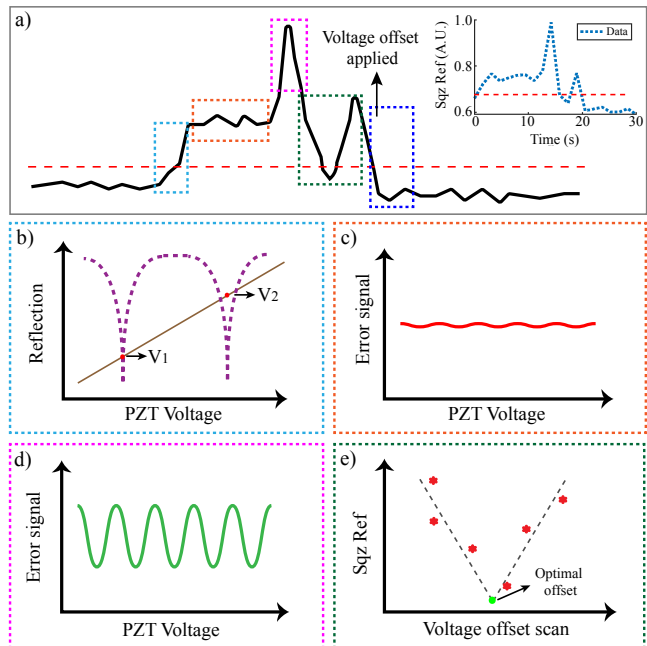 a)
Voltage offset
applied
Sqz Ref (A.U.)
1.0
0.8
0.6
Data
0
10
20
30
Time (s)
b)
Reflection
V1
V2
PZT Voltage
c)
Error signal
PZT Voltage
d)
Error signal
PZT Voltage
e)
Sqz Ref
Optimal
offset
Voltage offset scan